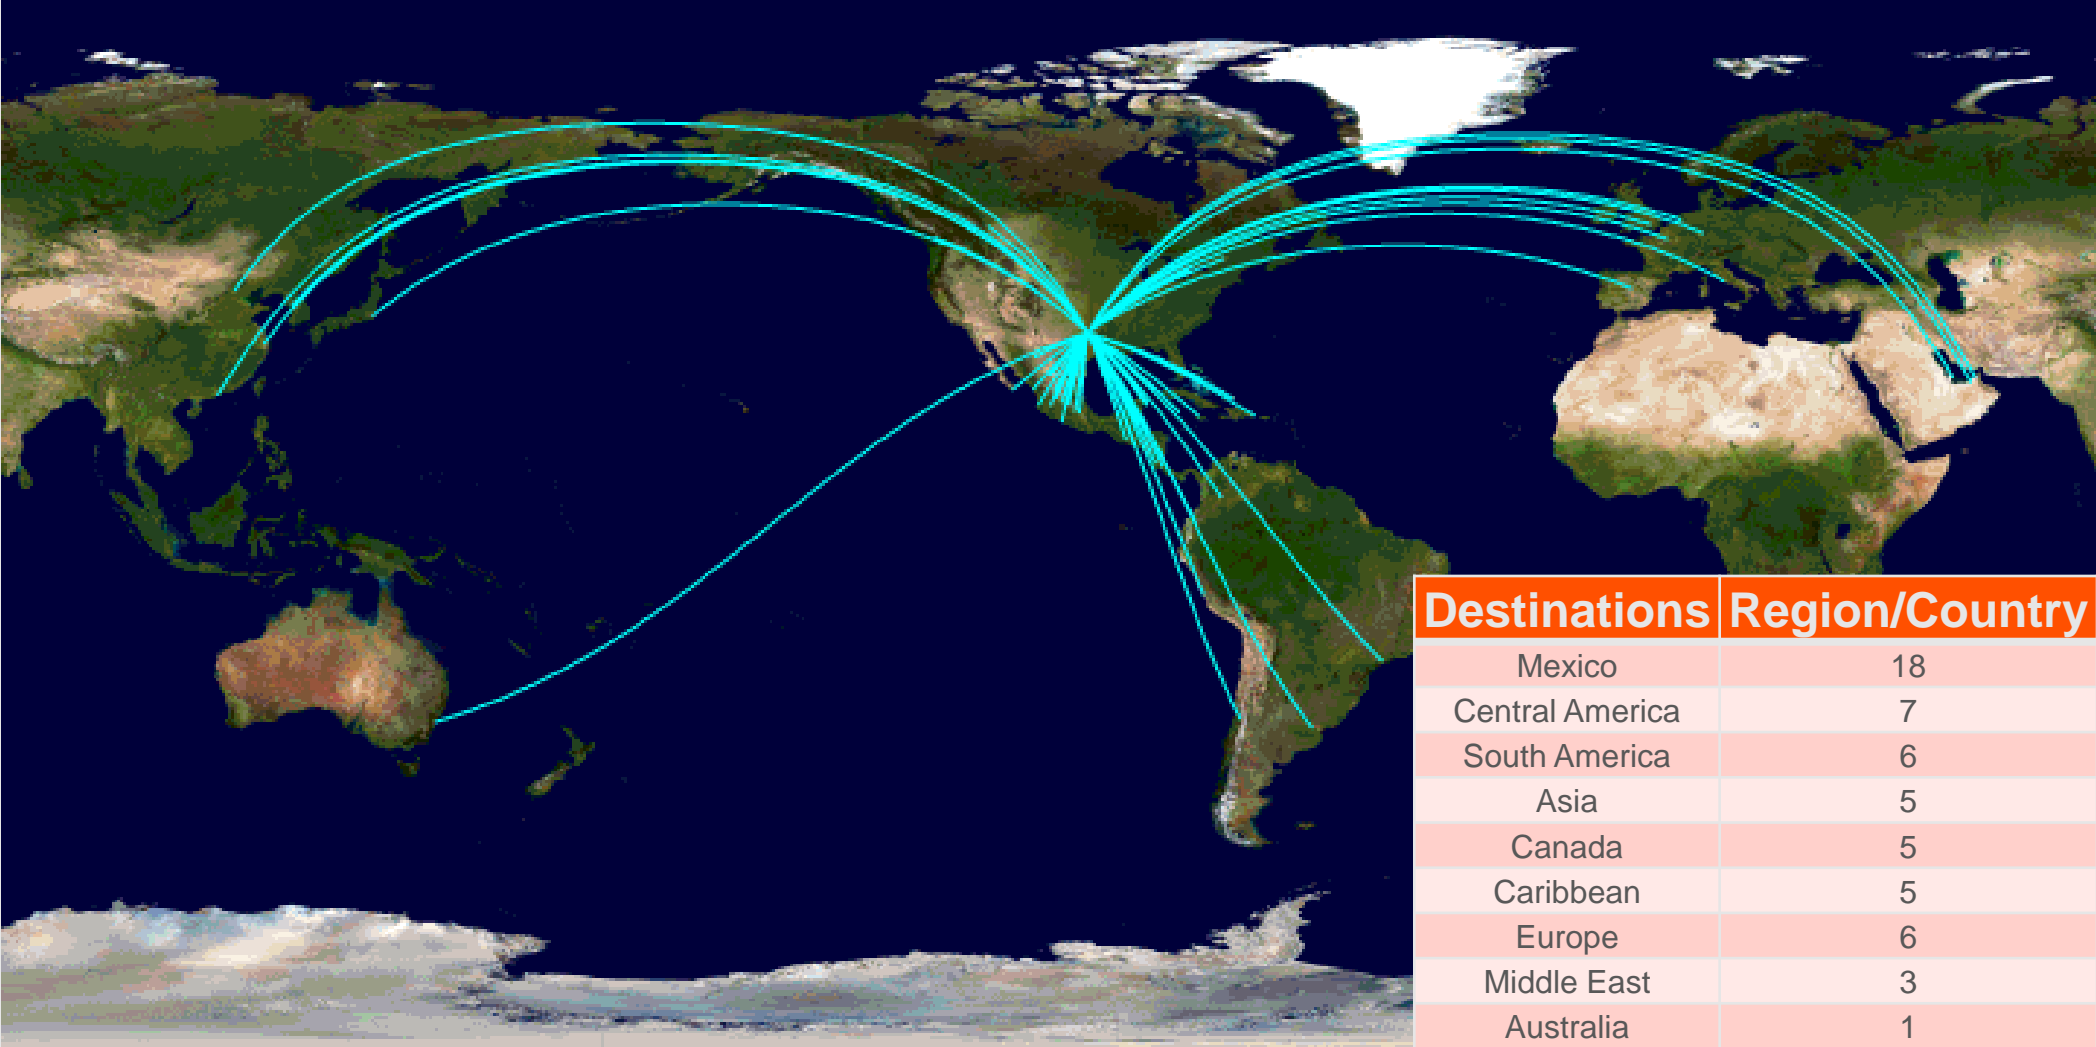 Destinations Region/Country
Mexico 18
Central America 7
South America 6
Asia 5
Canada 5
Caribbean 5
Europe 6
Middle East 3
Australia 1